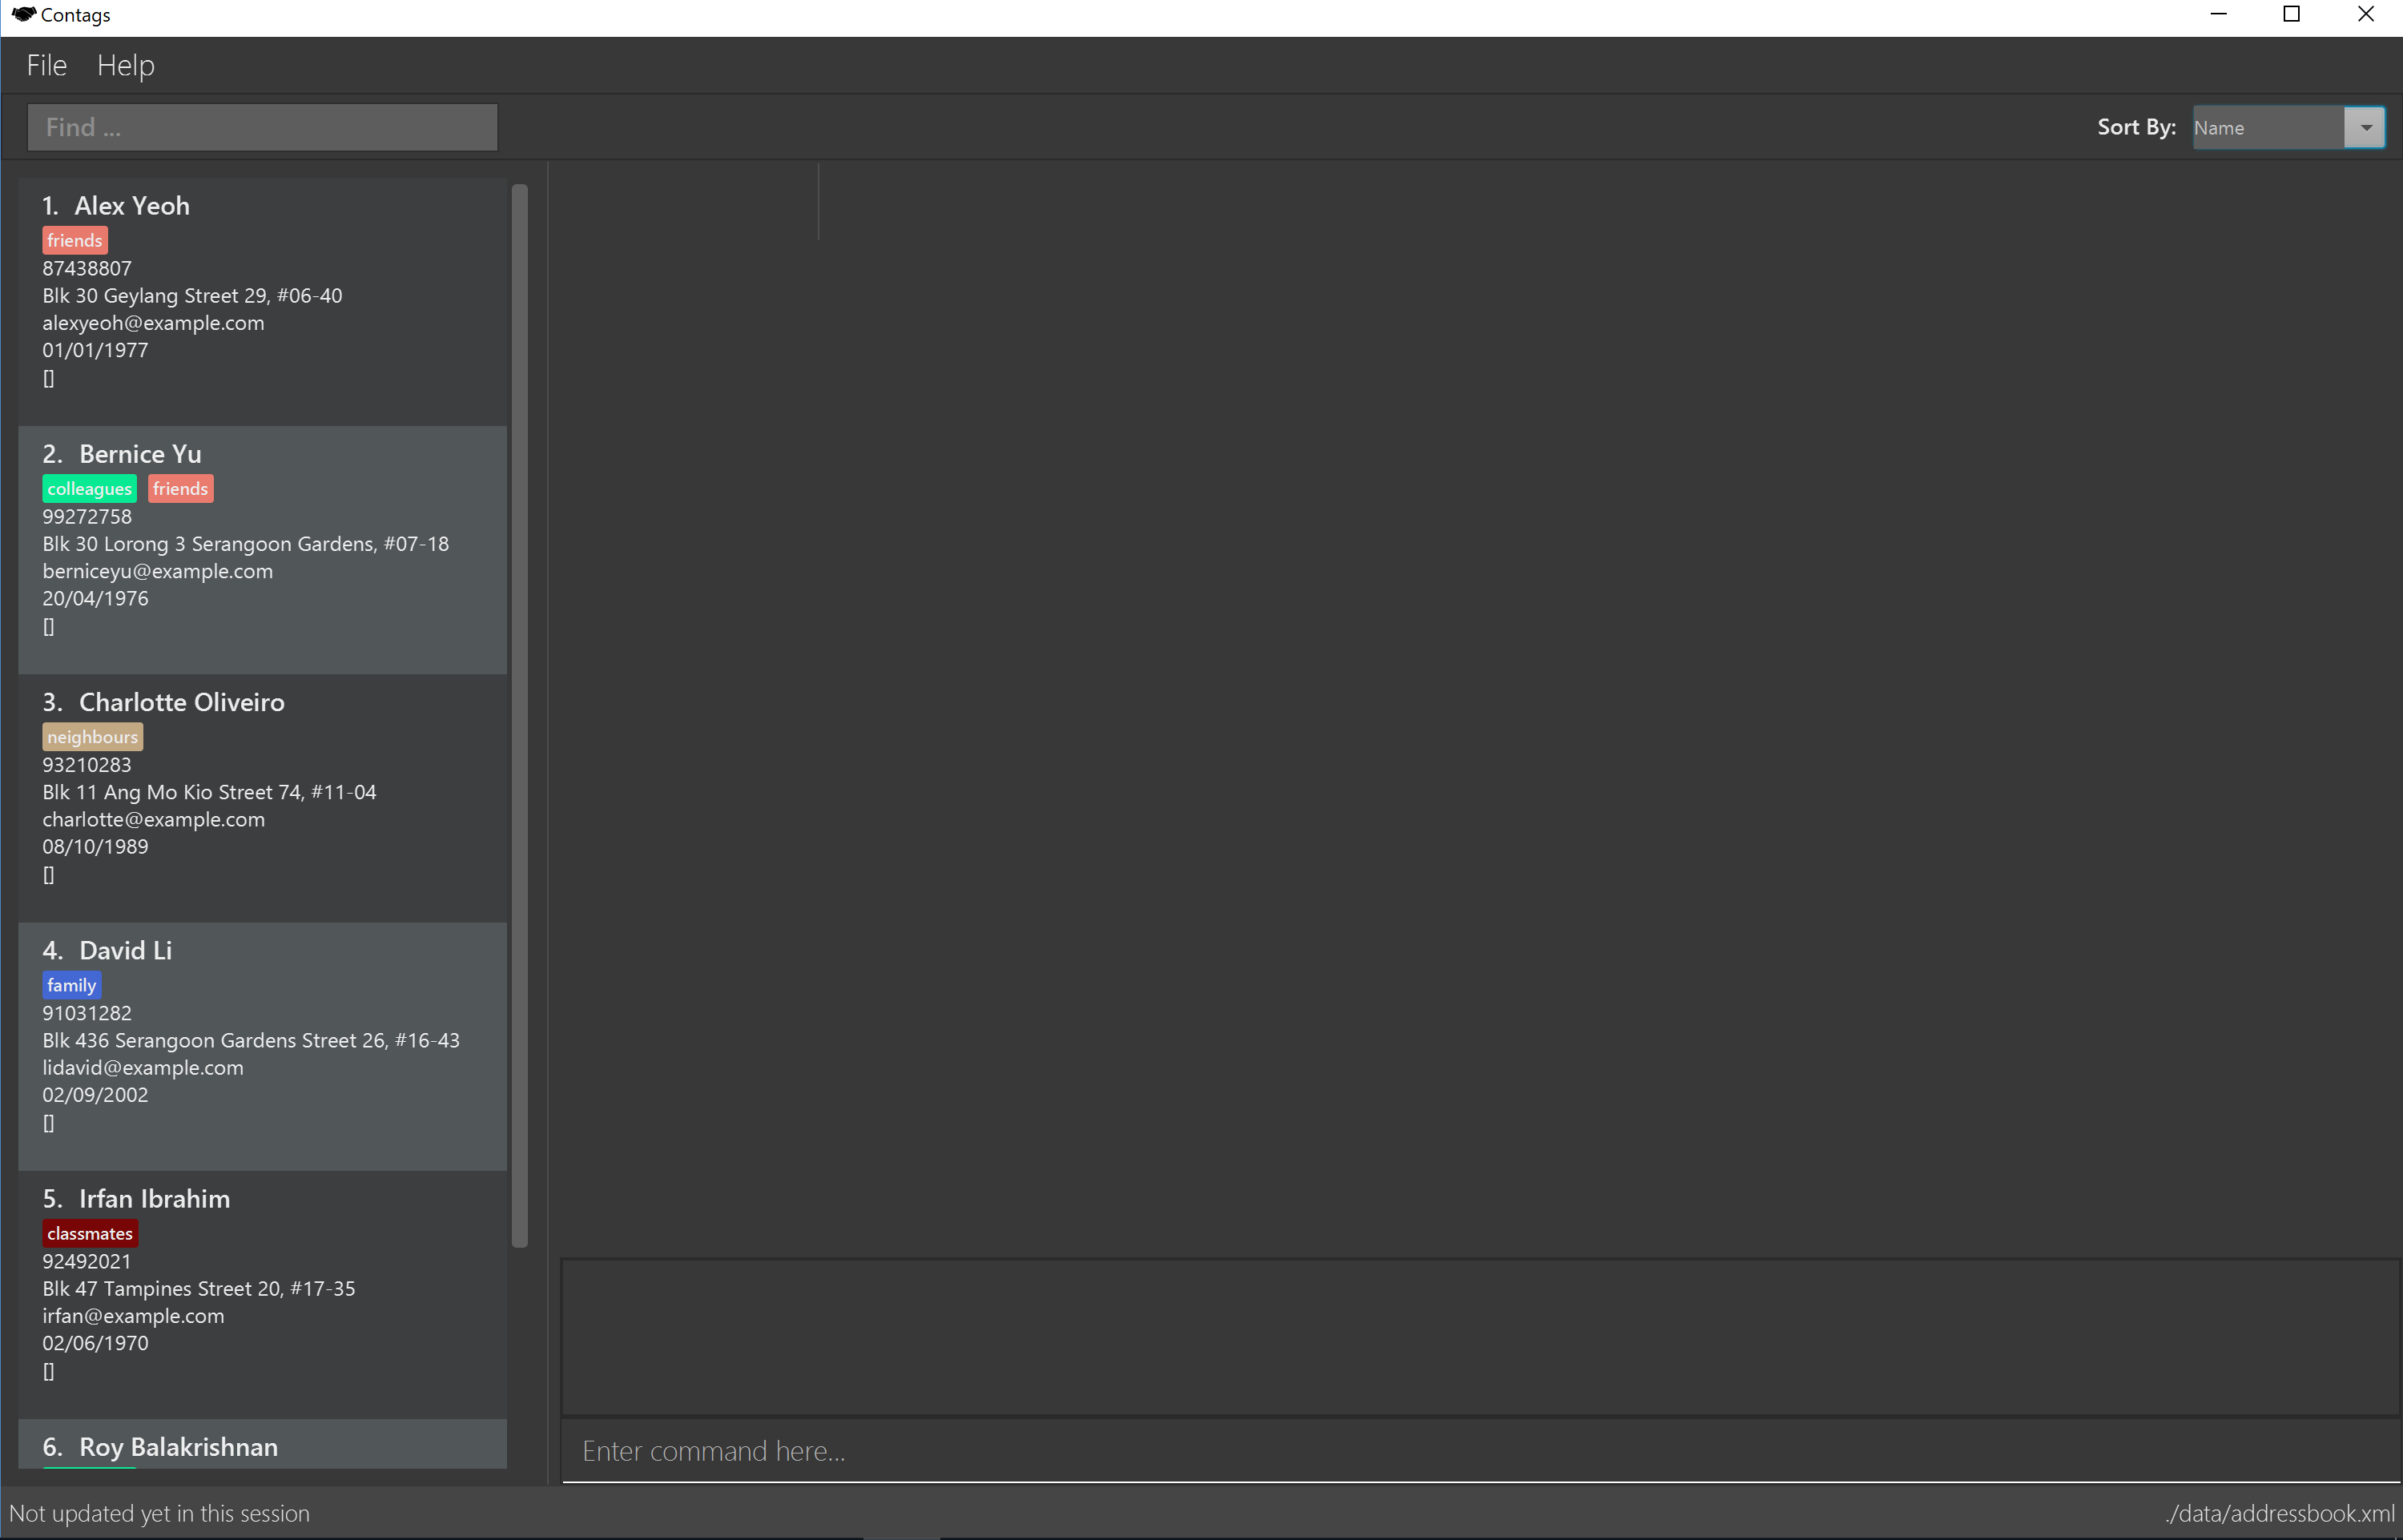 Contags
File Help
Find ...
Sort By: Name
1. Alex Yeoh
friends
87438807
Blk 30 Geylang Street 29, #06-40
alexyeoh@example.com
01/01/1977
[]
2. Bernice Yu
colleagues friends
99272758
Blk 30 Lorong 3 Serangoon Gardens, #07-18
berniceyu@example.com
20/04/1976
[]
3. Charlotte Oliveiro
neighbours
93210283
Blk 11 Ang Mo Kio Street 74, #11-04
charlotte@example.com
08/10/1989
[]
4. David Li
family
91031282
Blk 436 Serangoon Gardens Street 26, #16-43
lidavid@example.com
02/09/2002
[]
5. Irfan Ibrahim
classmates
92492021
Blk 47 Tampines Street 20, #17-35
irfan@example.com
02/06/1970
[]
6. Roy Balakrishnan
Enter command here...
Not updated yet in this session
./data/addressbook.xml